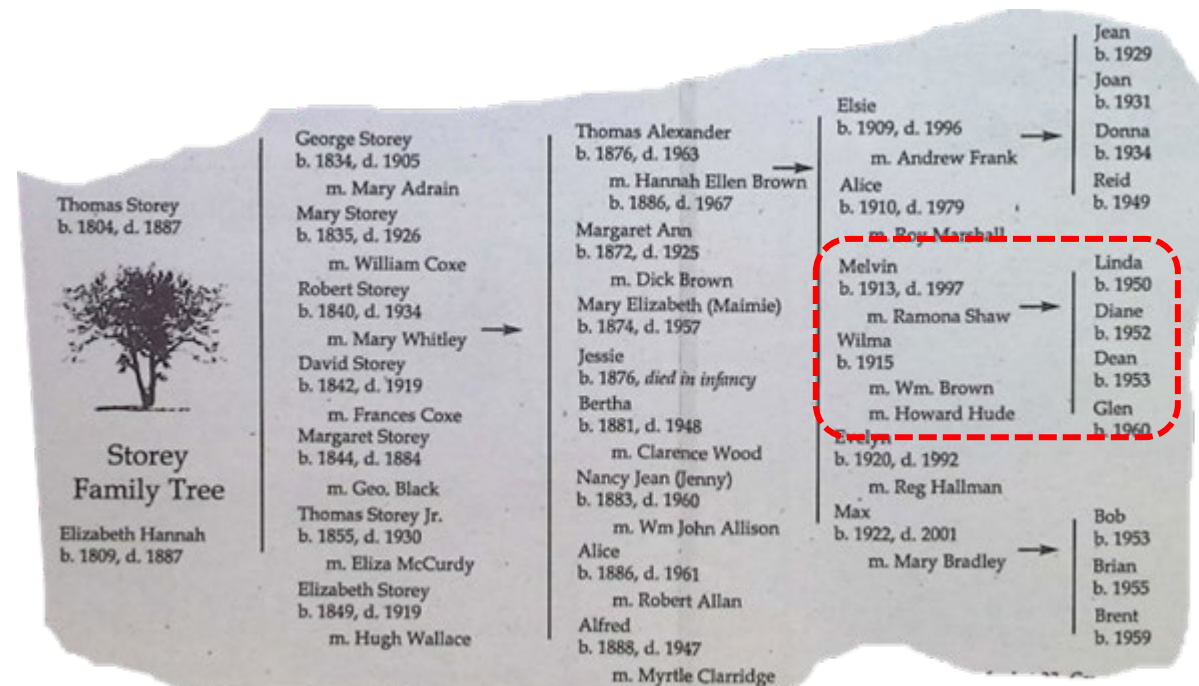 Thomas Storey
b. 1804, d. 1887
Storey
Family Tree
Elizabeth Hannah
b. 1809, d. 1887
George Storey
b. 1834, d. 1905
m. Mary Adrain
Mary Storey
b. 1835, d. 1926
m. William Coxe
Robert Storey
b. 1840, d. 1934
m. Mary Whitley
David Storey
b. 1842, d. 1919
m. Frances Coxe
Margaret Storey
b. 1844, d. 1884
m. Geo. Black
Thomas Storey Jr.
b. 1855, d. 1930
m. Eliza McCurdy
Elizabeth Storey
b. 1849, d. 1919
m. Hugh Wallace
Thomas Alexander
b. 1876, d. 1963
m. Hannah Ellen Brown
b. 1886, d. 1967
Margaret Ann
b. 1872, d. 1925
m. Dick Brown
Mary Elizabeth (Maimie)
b. 1874, d. 1957
Jessie
b. 1876, died in infancy
Bertha
b. 1881, d. 1948
m. Clarence Wood
Nancy Jean (Jenny)
b. 1883, d. 1960
m. Wm John Allison
Alice
b. 1886, d. 1961
m. Robert Allan
Alfred
b. 1888, d. 1947
m. Myrtle Clarridge
Elsie
b. 1909, d. 1996
m. Andrew Frank
Alice
b. 1910, d. 1979
m. Roy Marshall
Melvin
b. 1913, d. 1997
m. Ramona Shaw
Wilma
b. 1915
m. Wm. Brown
m. Howard Hude
Evelyn
b. 1920, d. 1992
m. Reg Hallman
Max
b. 1922, d. 2001
m. Mary Bradley
Jean
b. 1929
Joan
b. 1931
Donna
b. 1934
Reid
b. 1949
Linda
b. 1950
Diane
b. 1952
Dean
b. 1953
Glen
b. 1960
Bob
b. 1953
Brian
b. 1955
Brent
b. 1959